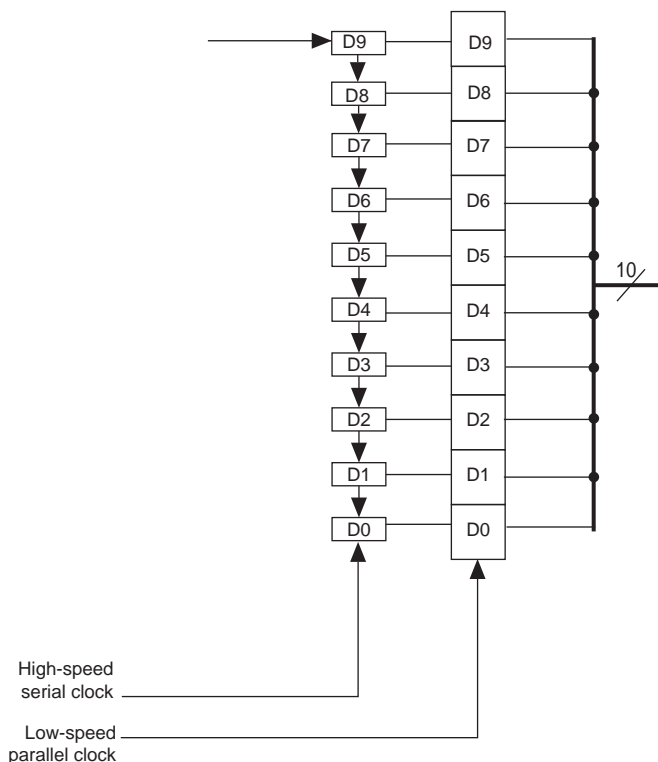 D9 D9
D8 D8
D7 D7
D6 D6
D5 D5
10
D4 D4
D3 D3
D2 D2
D1 D1
D0 D0
High-speed
serial clock
Low-speed
parallel clock